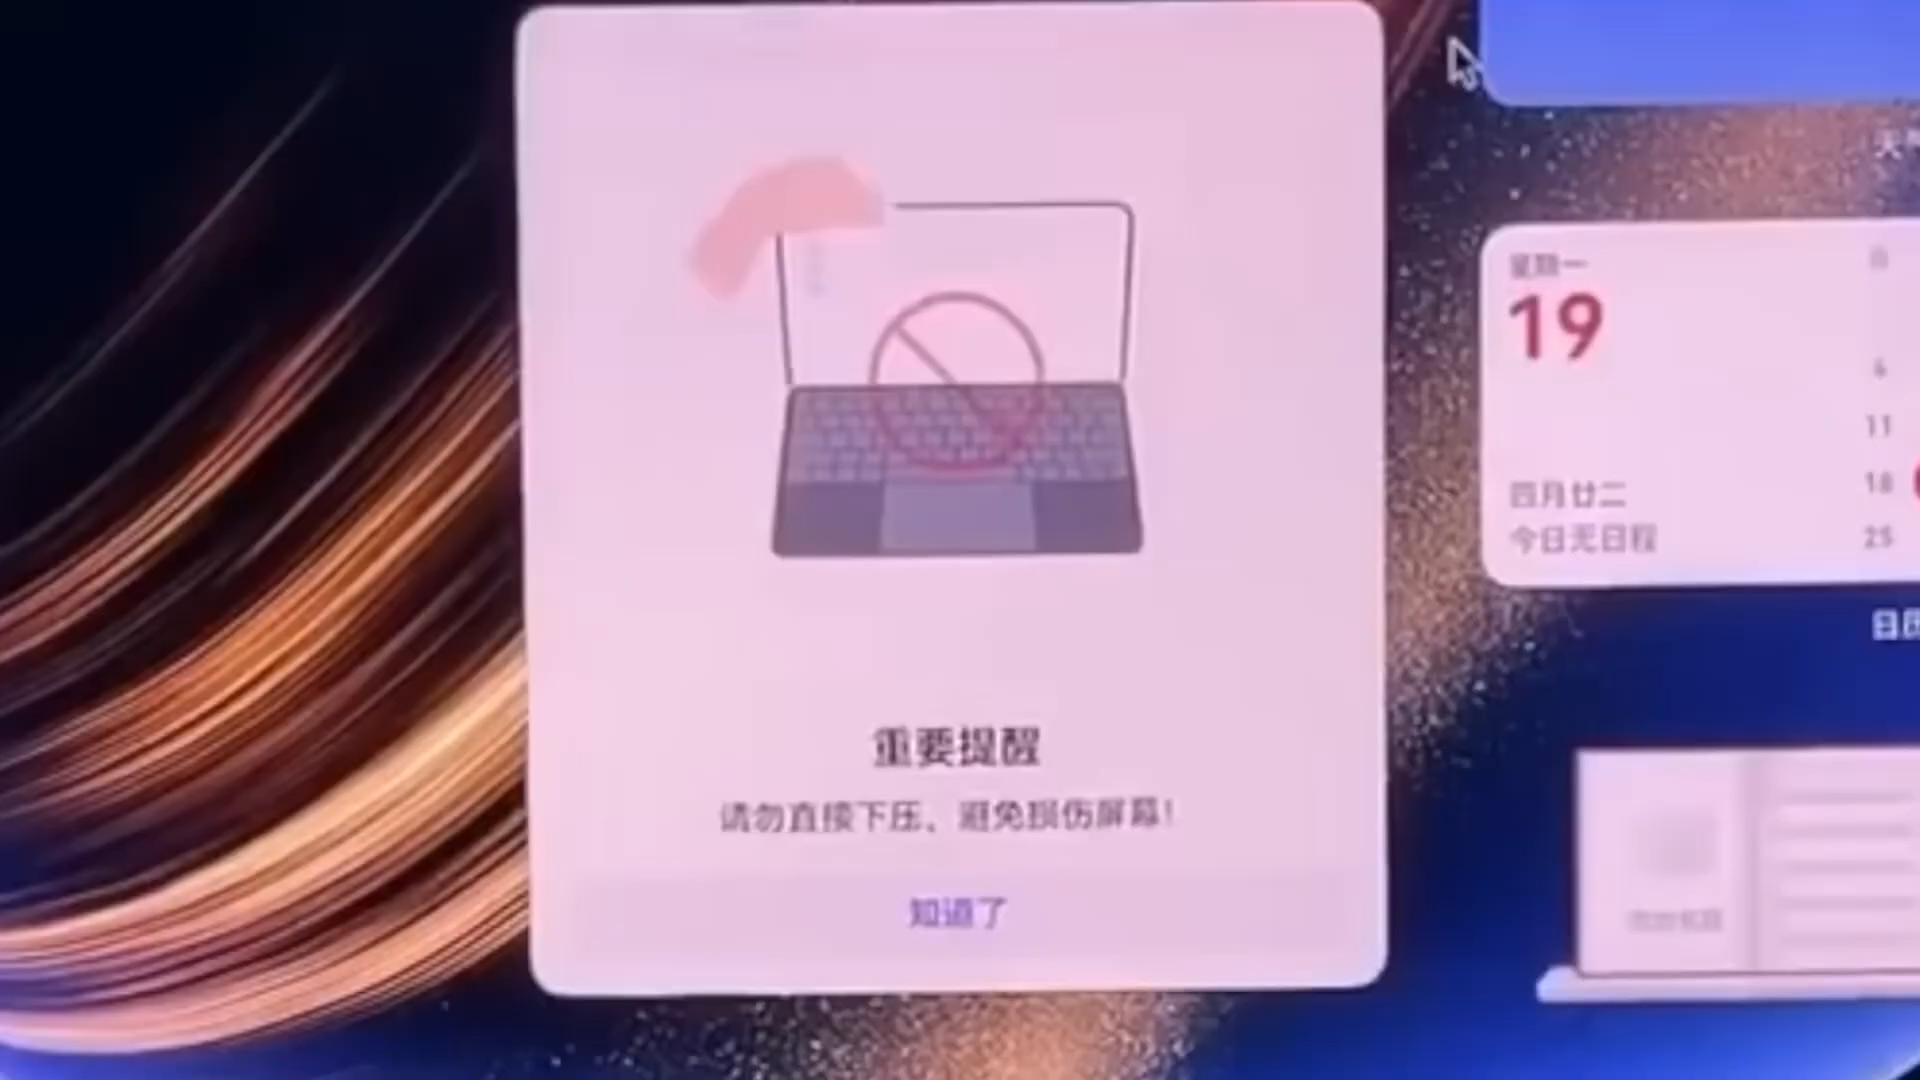 重要提醒
请勿直接下压，避免损伤屏幕！
知道了
星期一
19
四月廿二
今日无日程
4
11
18
25